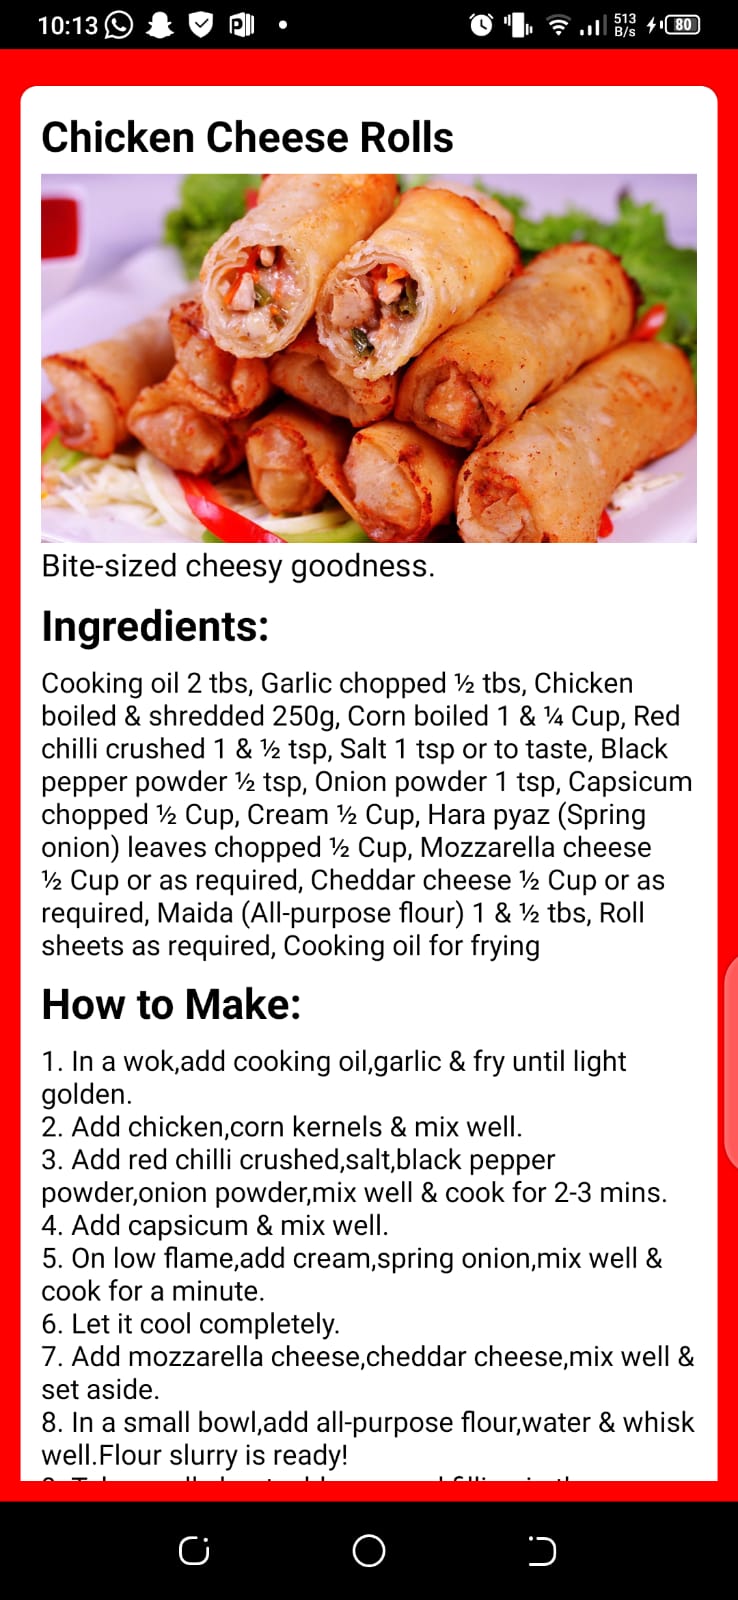 10:13
513
B/s
80
Chicken Cheese Rolls
Bite-sized cheesy goodness.
Ingredients:
Cooking oil 2 tbs, Garlic chopped ½ tbs, Chicken
boiled & shredded 250g, Corn boiled 1 & ¼ Cup, Red
chilli crushed 1 & ½ tsp, Salt 1 tsp or to taste, Black
pepper powder ½ tsp, Onion powder 1 tsp, Capsicum
chopped ½ Cup, Cream ½ Cup, Hara pyaz (Spring
onion) leaves chopped ½ Cup, Mozzarella cheese
½ Cup or as required, Cheddar cheese ½ Cup or as
required, Maida (All-purpose flour) 1 & ½ tbs, Roll
sheets as required, Cooking oil for frying
How to Make:
1. In a wok,add cooking oil,garlic & fry until light
golden.
2. Add chicken,corn kernels & mix well.
3. Add red chilli crushed,salt,black pepper
powder,onion powder,mix well & cook for 2-3 mins.
4. Add capsicum & mix well.
5. On low flame,add cream,spring onion,mix well &
cook for a minute.
6. Let it cool completely.
7. Add mozzarella cheese,cheddar cheese,mix well &
set aside.
8. In a small bowl,add all-purpose flour,water & whisk
well.Flour slurry is ready!